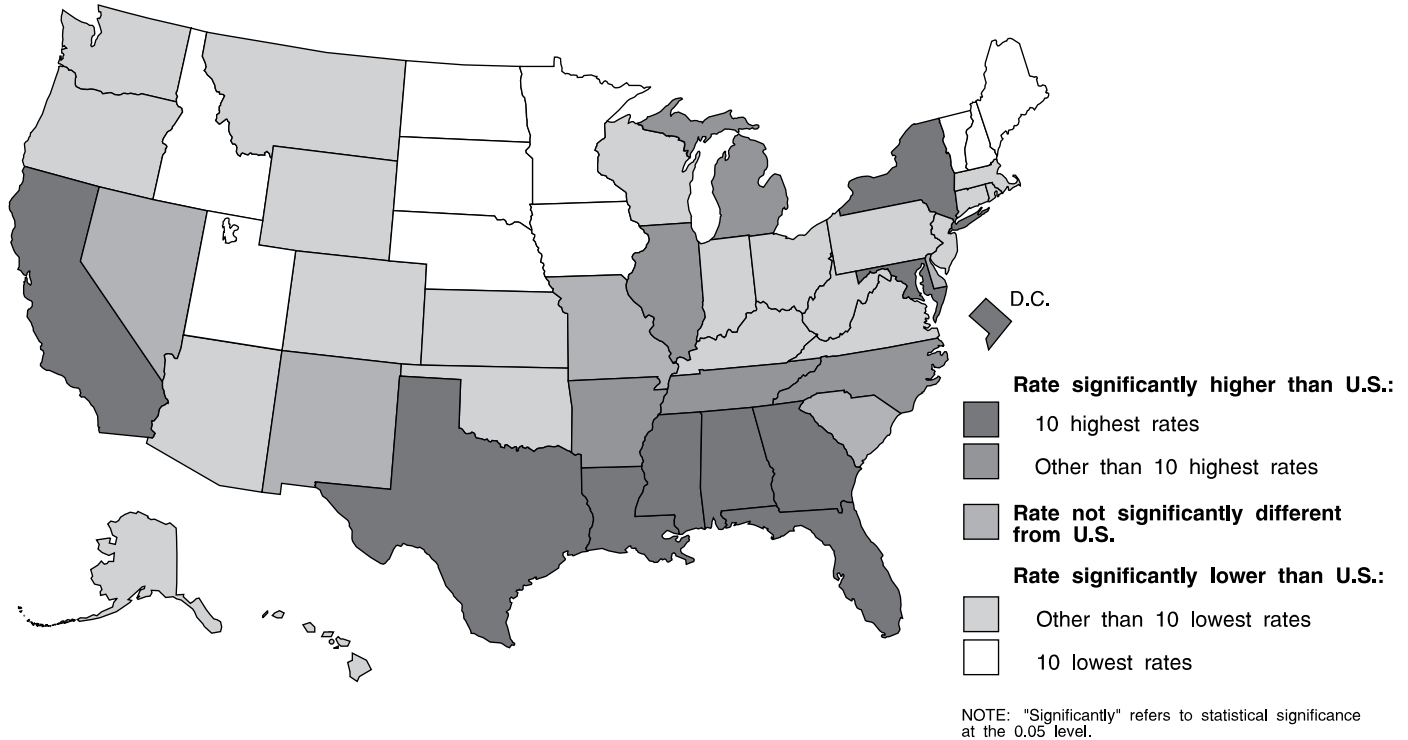 D.C.
Rate significantly higher than U.S.:
10 highest rates
Other than 10 highest rates
Rate not significantly different
from U.S.
Rate significantly lower than U.S.:
Other than 10 lowest rates
10 lowest rates
NOTE: "Significantly" refers to statistical significance
at the 0.05 level.